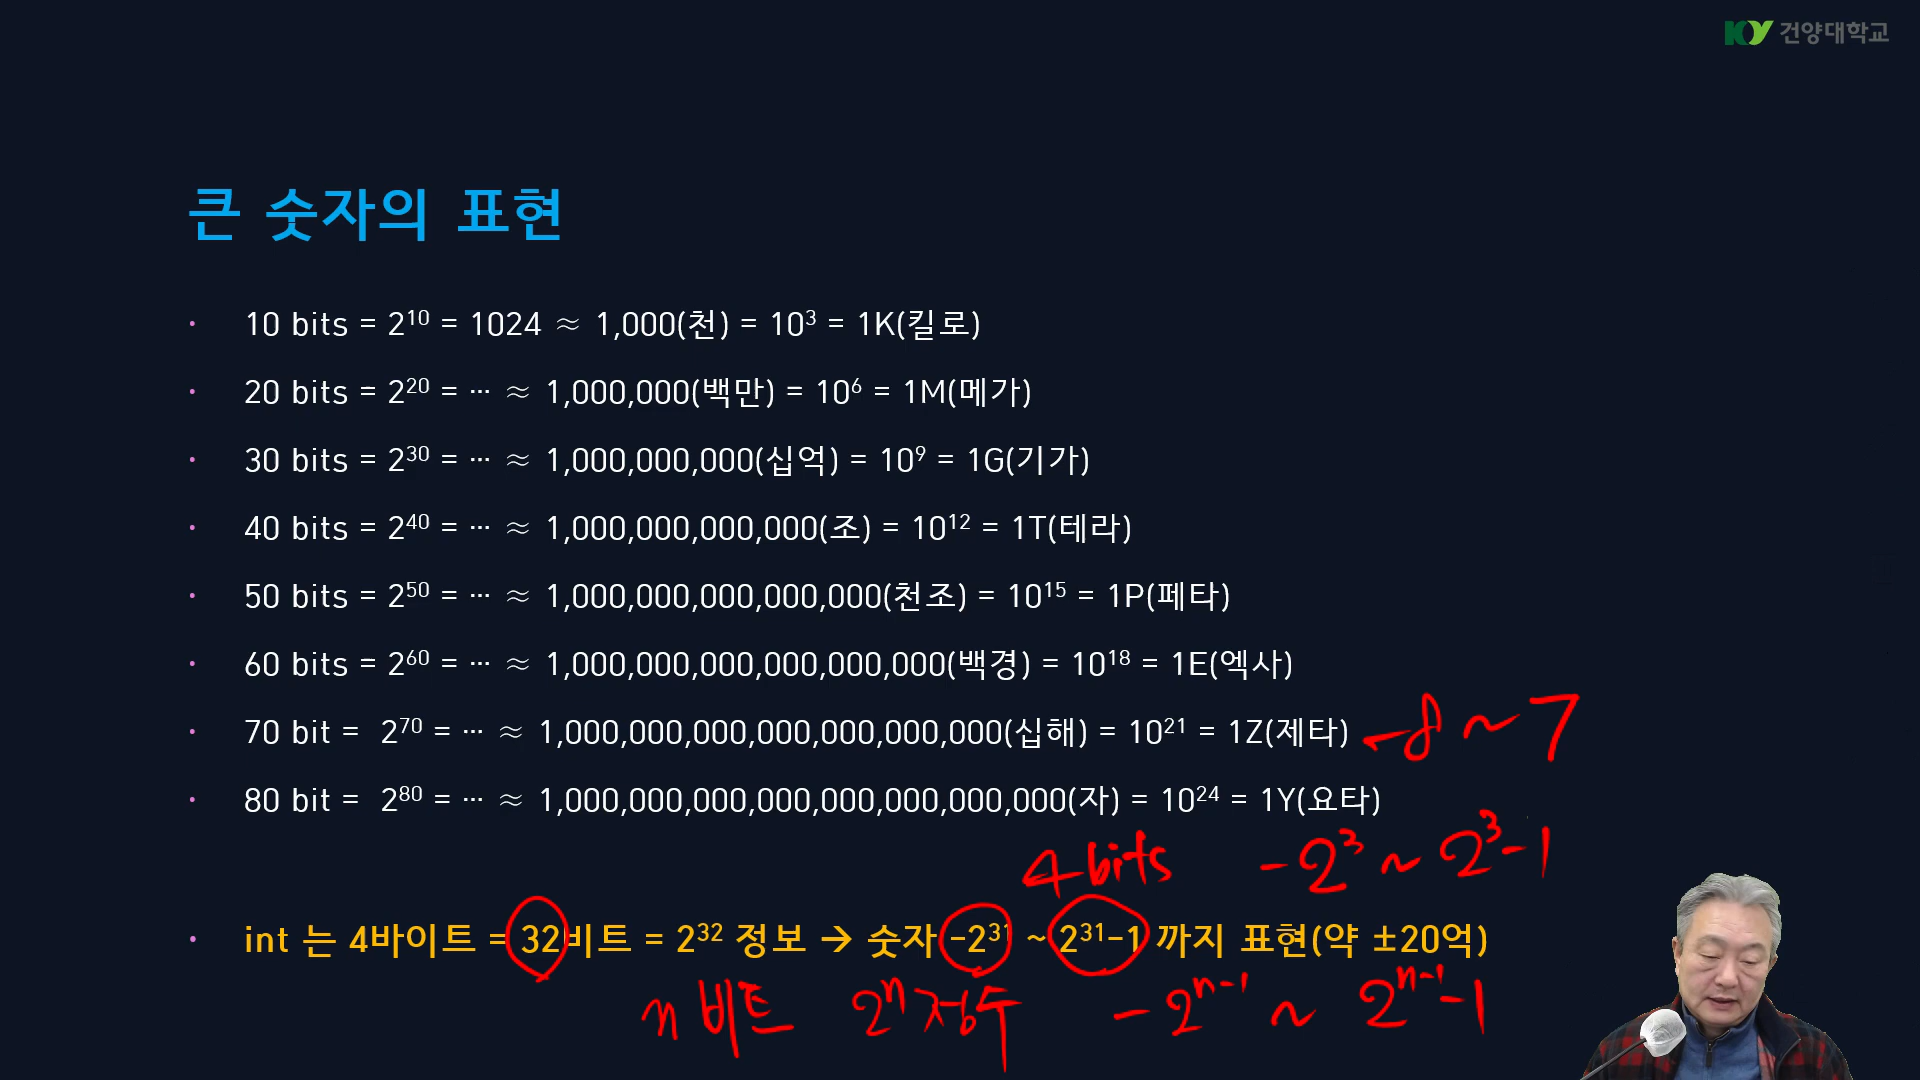 건양대학교
큰 숫자의 표현
· 10 bits = 2¹⁰ = 1024 ≈ 1,000(천) = 10³ = 1K(킬로)
· 20 bits = 2²⁰ = ··· ≈ 1,000,000(백만) = 10⁶ = 1M(메가)
· 30 bits = 2³⁰ = ··· ≈ 1,000,000,000(십억) = 10⁹ = 1G(기가)
· 40 bits = 2⁴⁰ = ··· ≈ 1,000,000,000,000(조) = 10¹² = 1T(테라)
· 50 bits = 2⁵⁰ = ··· ≈ 1,000,000,000,000,000(천조) = 10¹⁵ = 1P(페타)
· 60 bits = 2⁶⁰ = ··· ≈ 1,000,000,000,000,000,000(백경) = 10¹⁸ = 1E(엑사)
· 70 bit = 2⁷⁰ = ··· ≈ 1,000,000,000,000,000,000,000(십해) = 10²¹ = 1Z(제타) -8 ~ 7
· 80 bit = 2⁸⁰ = ··· ≈ 1,000,000,000,000,000,000,000,000(자) = 10²⁴ = 1Y(요타)
4 bits -2³ ~ 2³-1
· int 는 4바이트 = 32비트 = 2³² 정보 → 숫자 -2³¹ ~ 2³¹-1 까지 표현(약 ±20억)
n 비트 2ⁿ 정수 -2ⁿ⁻¹ ~ 2ⁿ⁻¹-1